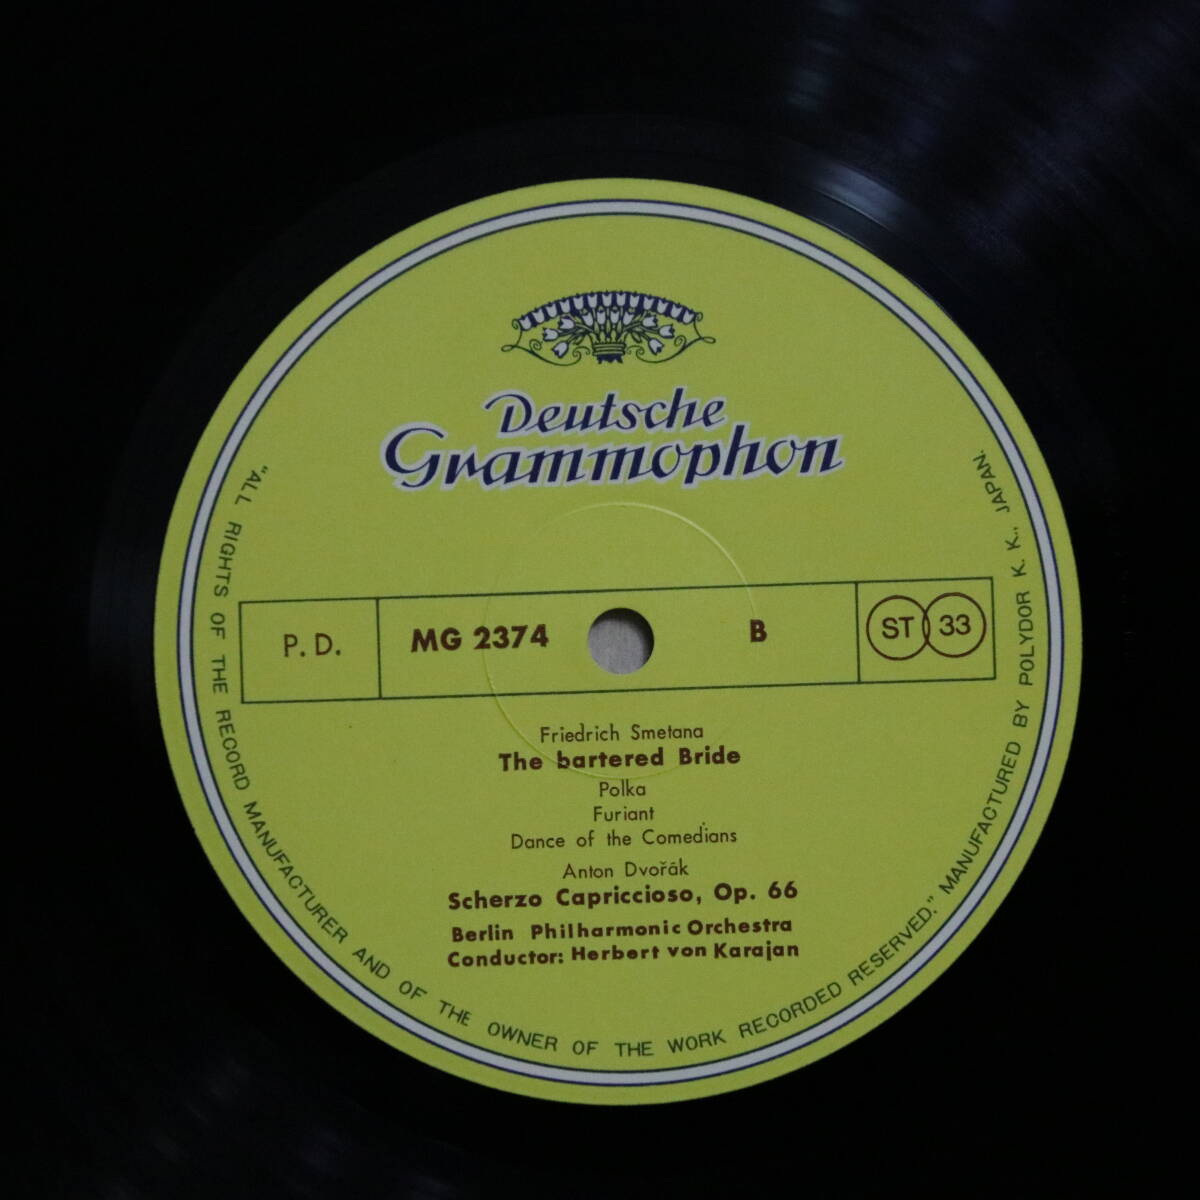 Deutsche
Grammophon
P. D.
MG 2374
B
ST 33
Friedrich Smetana
The bartered Bride
Polka
Furiant
Dance of the Comedians
Anton Dvořák
Scherzo Capriccioso, Op. 66
Berlin Philharmonic Orchestra
Conductor: Herbert von Karajan
"ALL RIGHTS OF THE RECORD MANUFACTURER AND OF THE OWNER OF THE WORK RECORDED RESERVED." MANUFACTURED BY POLYDOR K. K., JAPAN.